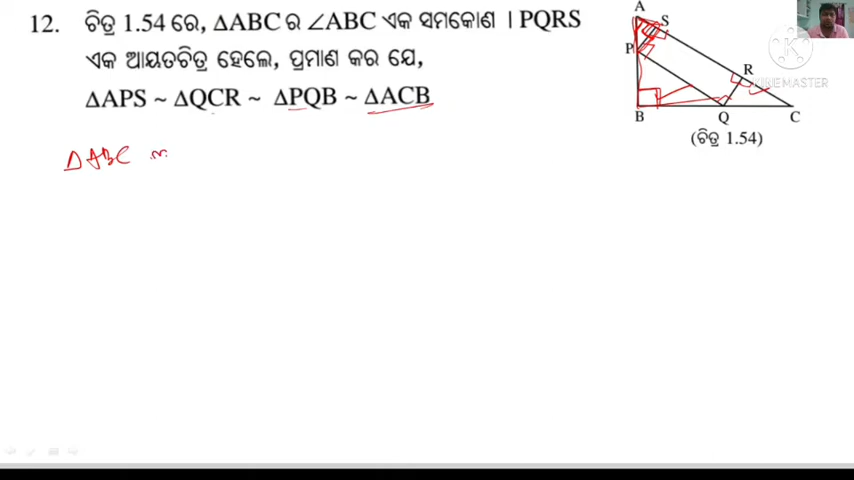 12. ଚିତ୍ର 1.54 ରେ, ΔABC ର ∠ABC ଏକ ସମକୋଣ । PQRS
ଏକ ଆୟତଚିତ୍ର ହେଲେ, ପ୍ରମାଣ କର ଯେ,
ΔAPS ~ ΔQCR ~ ΔPQB ~ ΔACB
A
S
P
R
B
Q
C
(ଚିତ୍ର 1.54)
KINEMASTER
Δ ABC